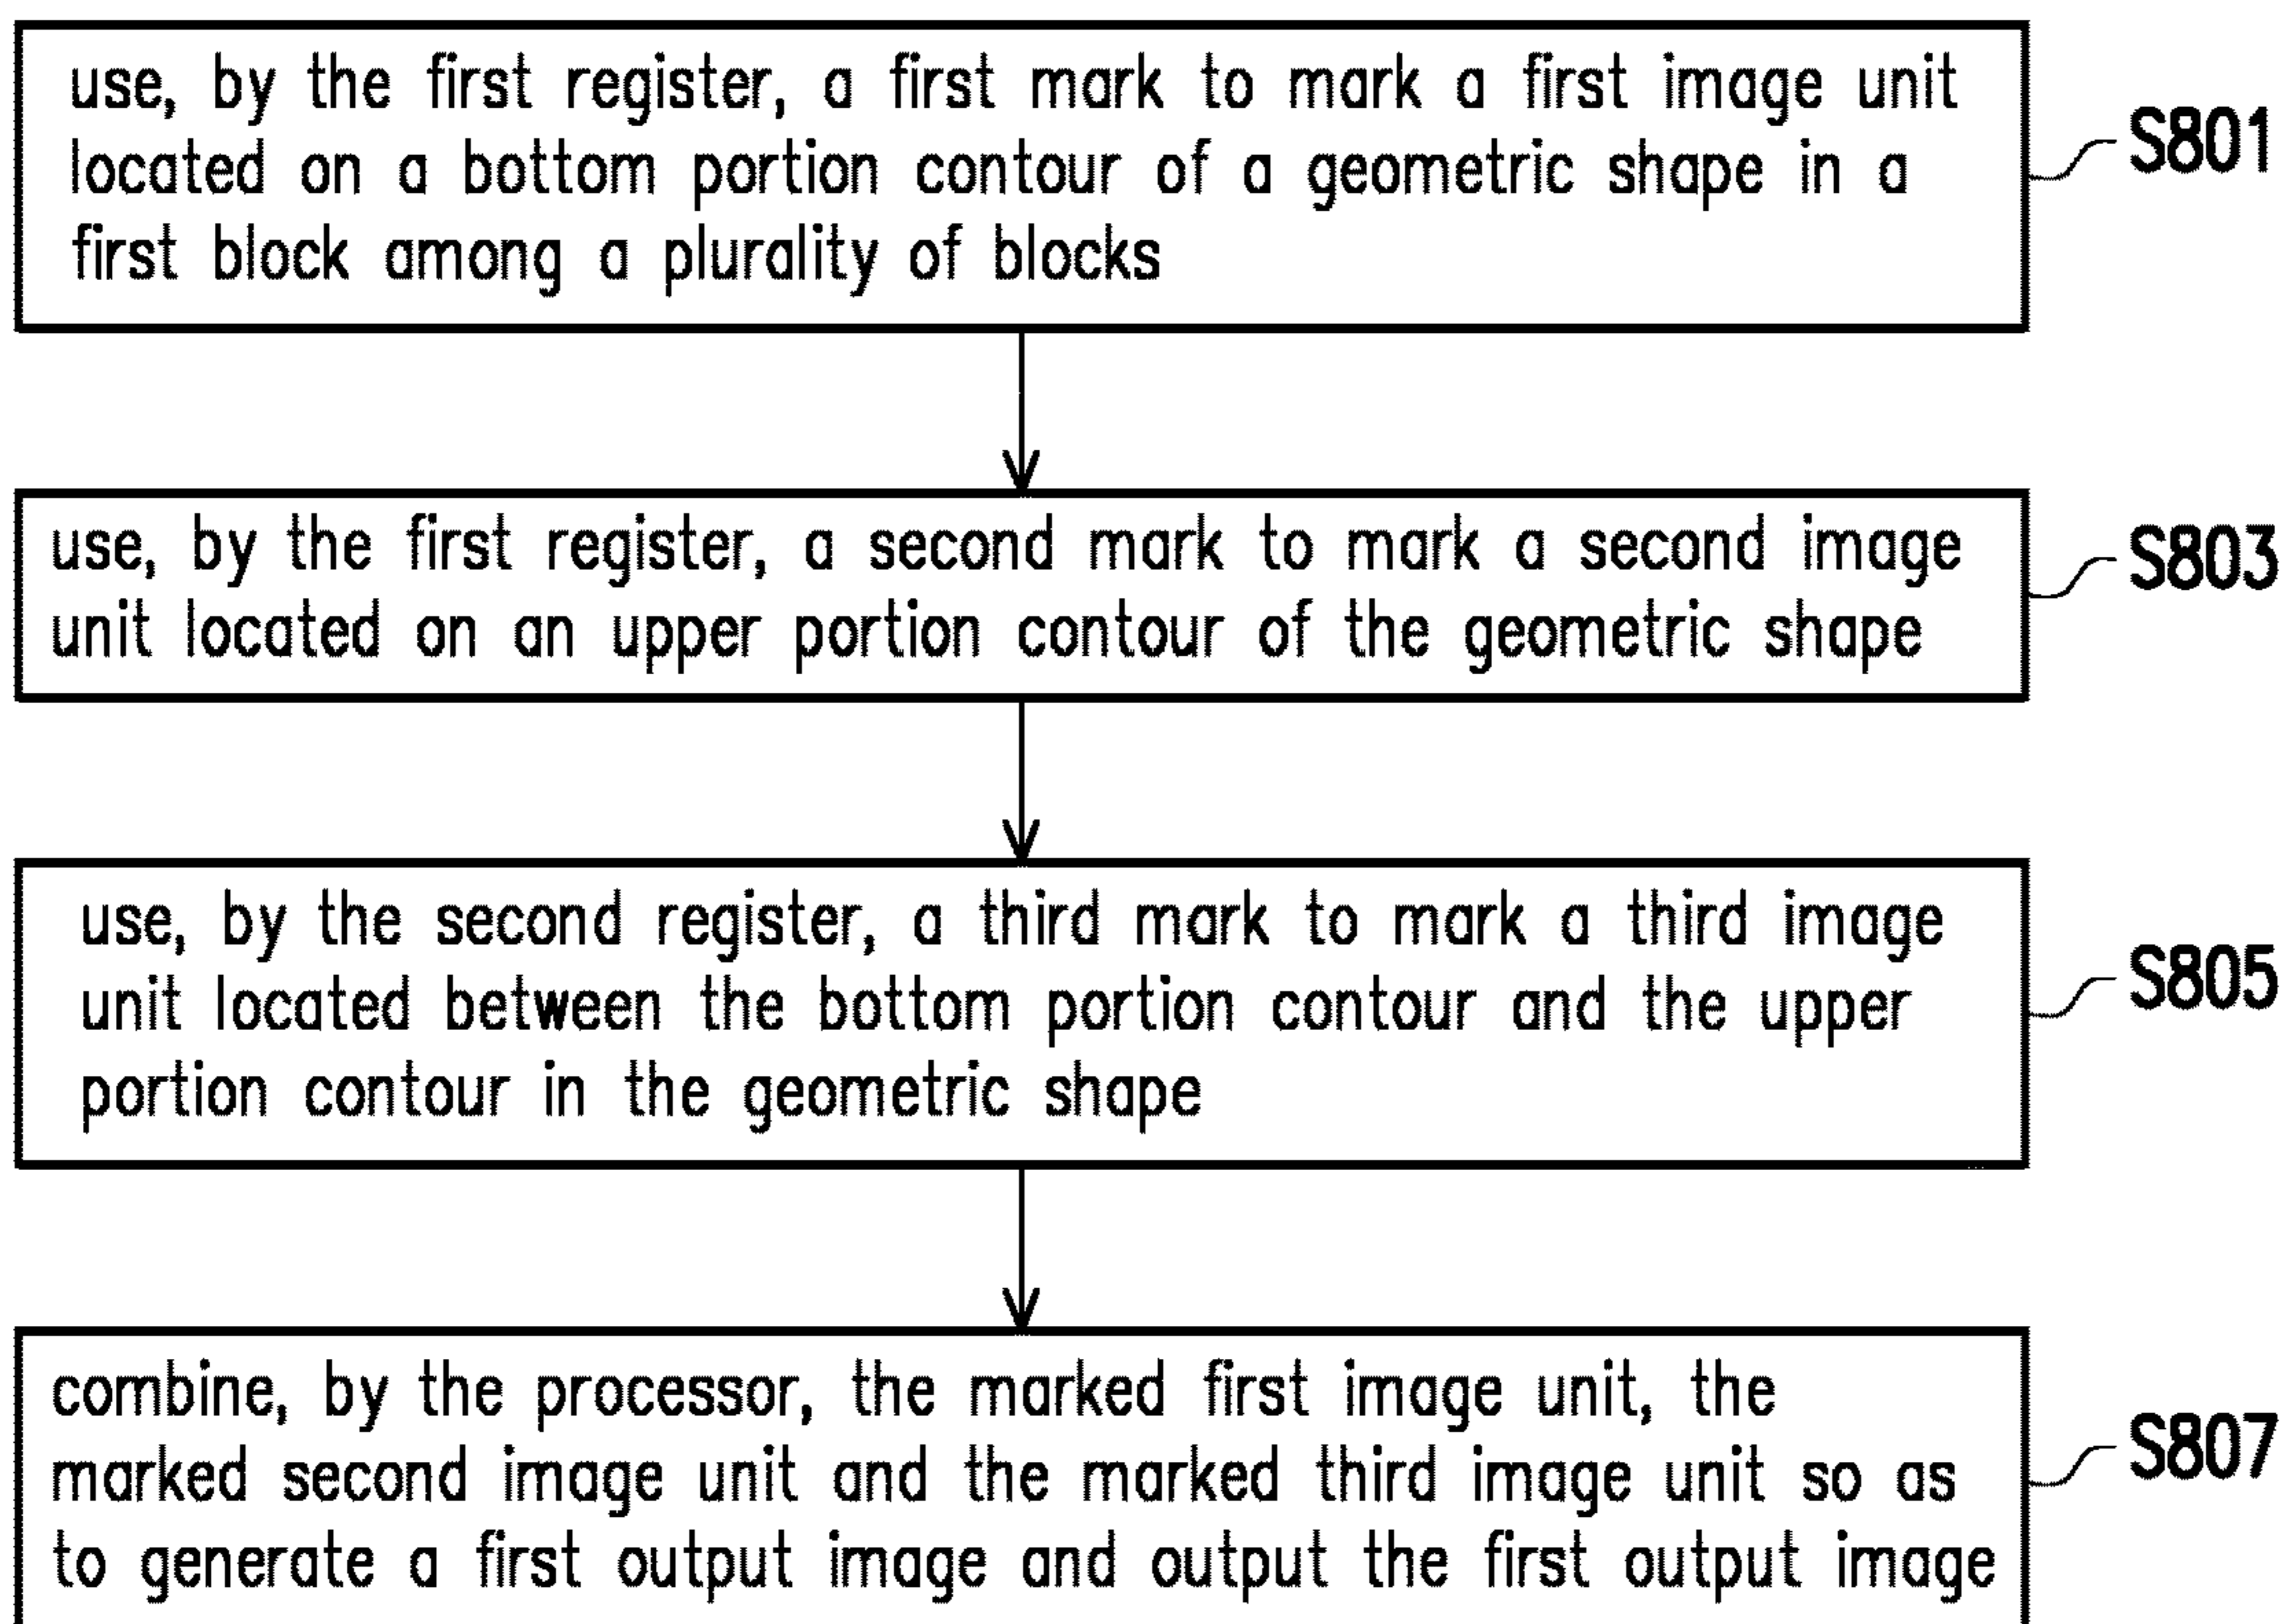 use, by the first register, a first mark to mark a first image unit
located on a bottom portion contour of a geometric shape in a
first block among a plurality of blocks
S801
use, by the first register, a second mark to mark a second image
unit located on an upper portion contour of the geometric shape
S803
use, by the second register, a third mark to mark a third image
unit located between the bottom portion contour and the upper
portion contour in the geometric shape
S805
combine, by the processor, the marked first image unit, the
marked second image unit and the marked third image unit so as
to generate a first output image and output the first output image
S807